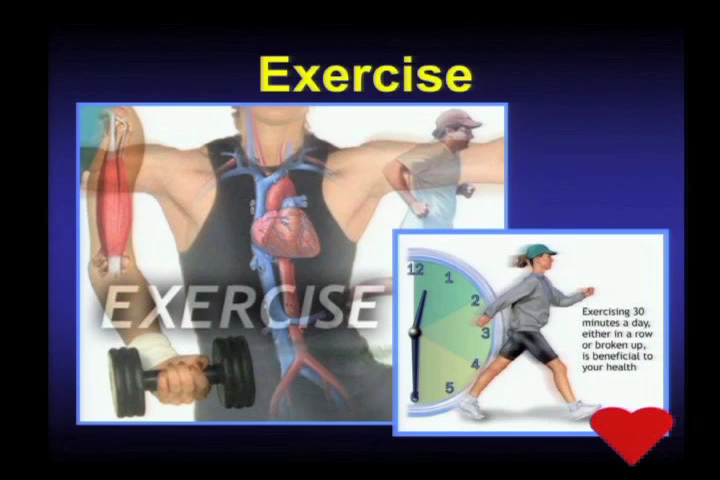 Exercise
EXERCISE
12
1
2
3
4
5
Exercising 30
minutes a day,
either in a row
or broken up,
is beneficial to
your health